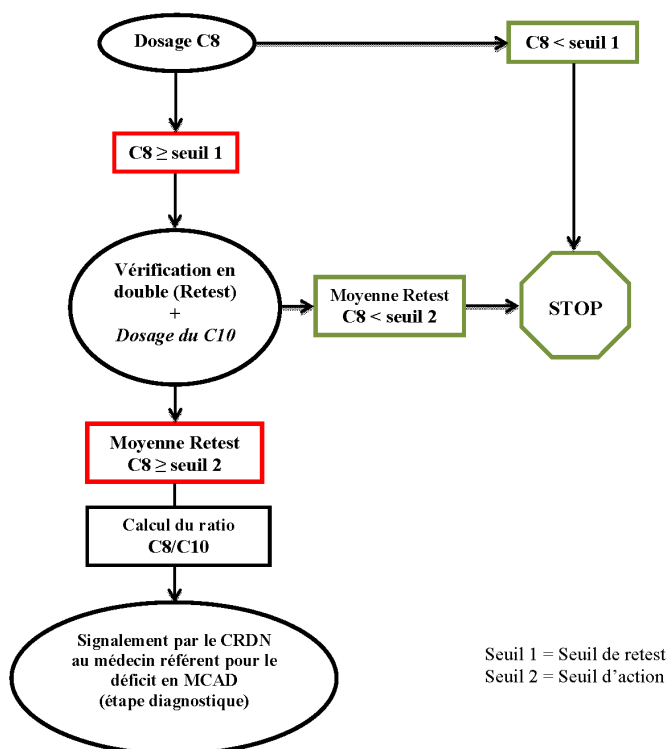 Dosage C8
C8 < seuil 1
C8 ≥ seuil 1
Vérification en
double (Retest)
+
Dosage du C10
Moyenne Retest
C8 < seuil 2
STOP
Moyenne Retest
C8 ≥ seuil 2
Calcul du ratio
C8/C10
Signalement par le CRDN
au médecin référent pour le
déficit en MCAD
(étape diagnostique)
Seuil 1 = Seuil de retest
Seuil 2 = Seuil d'action